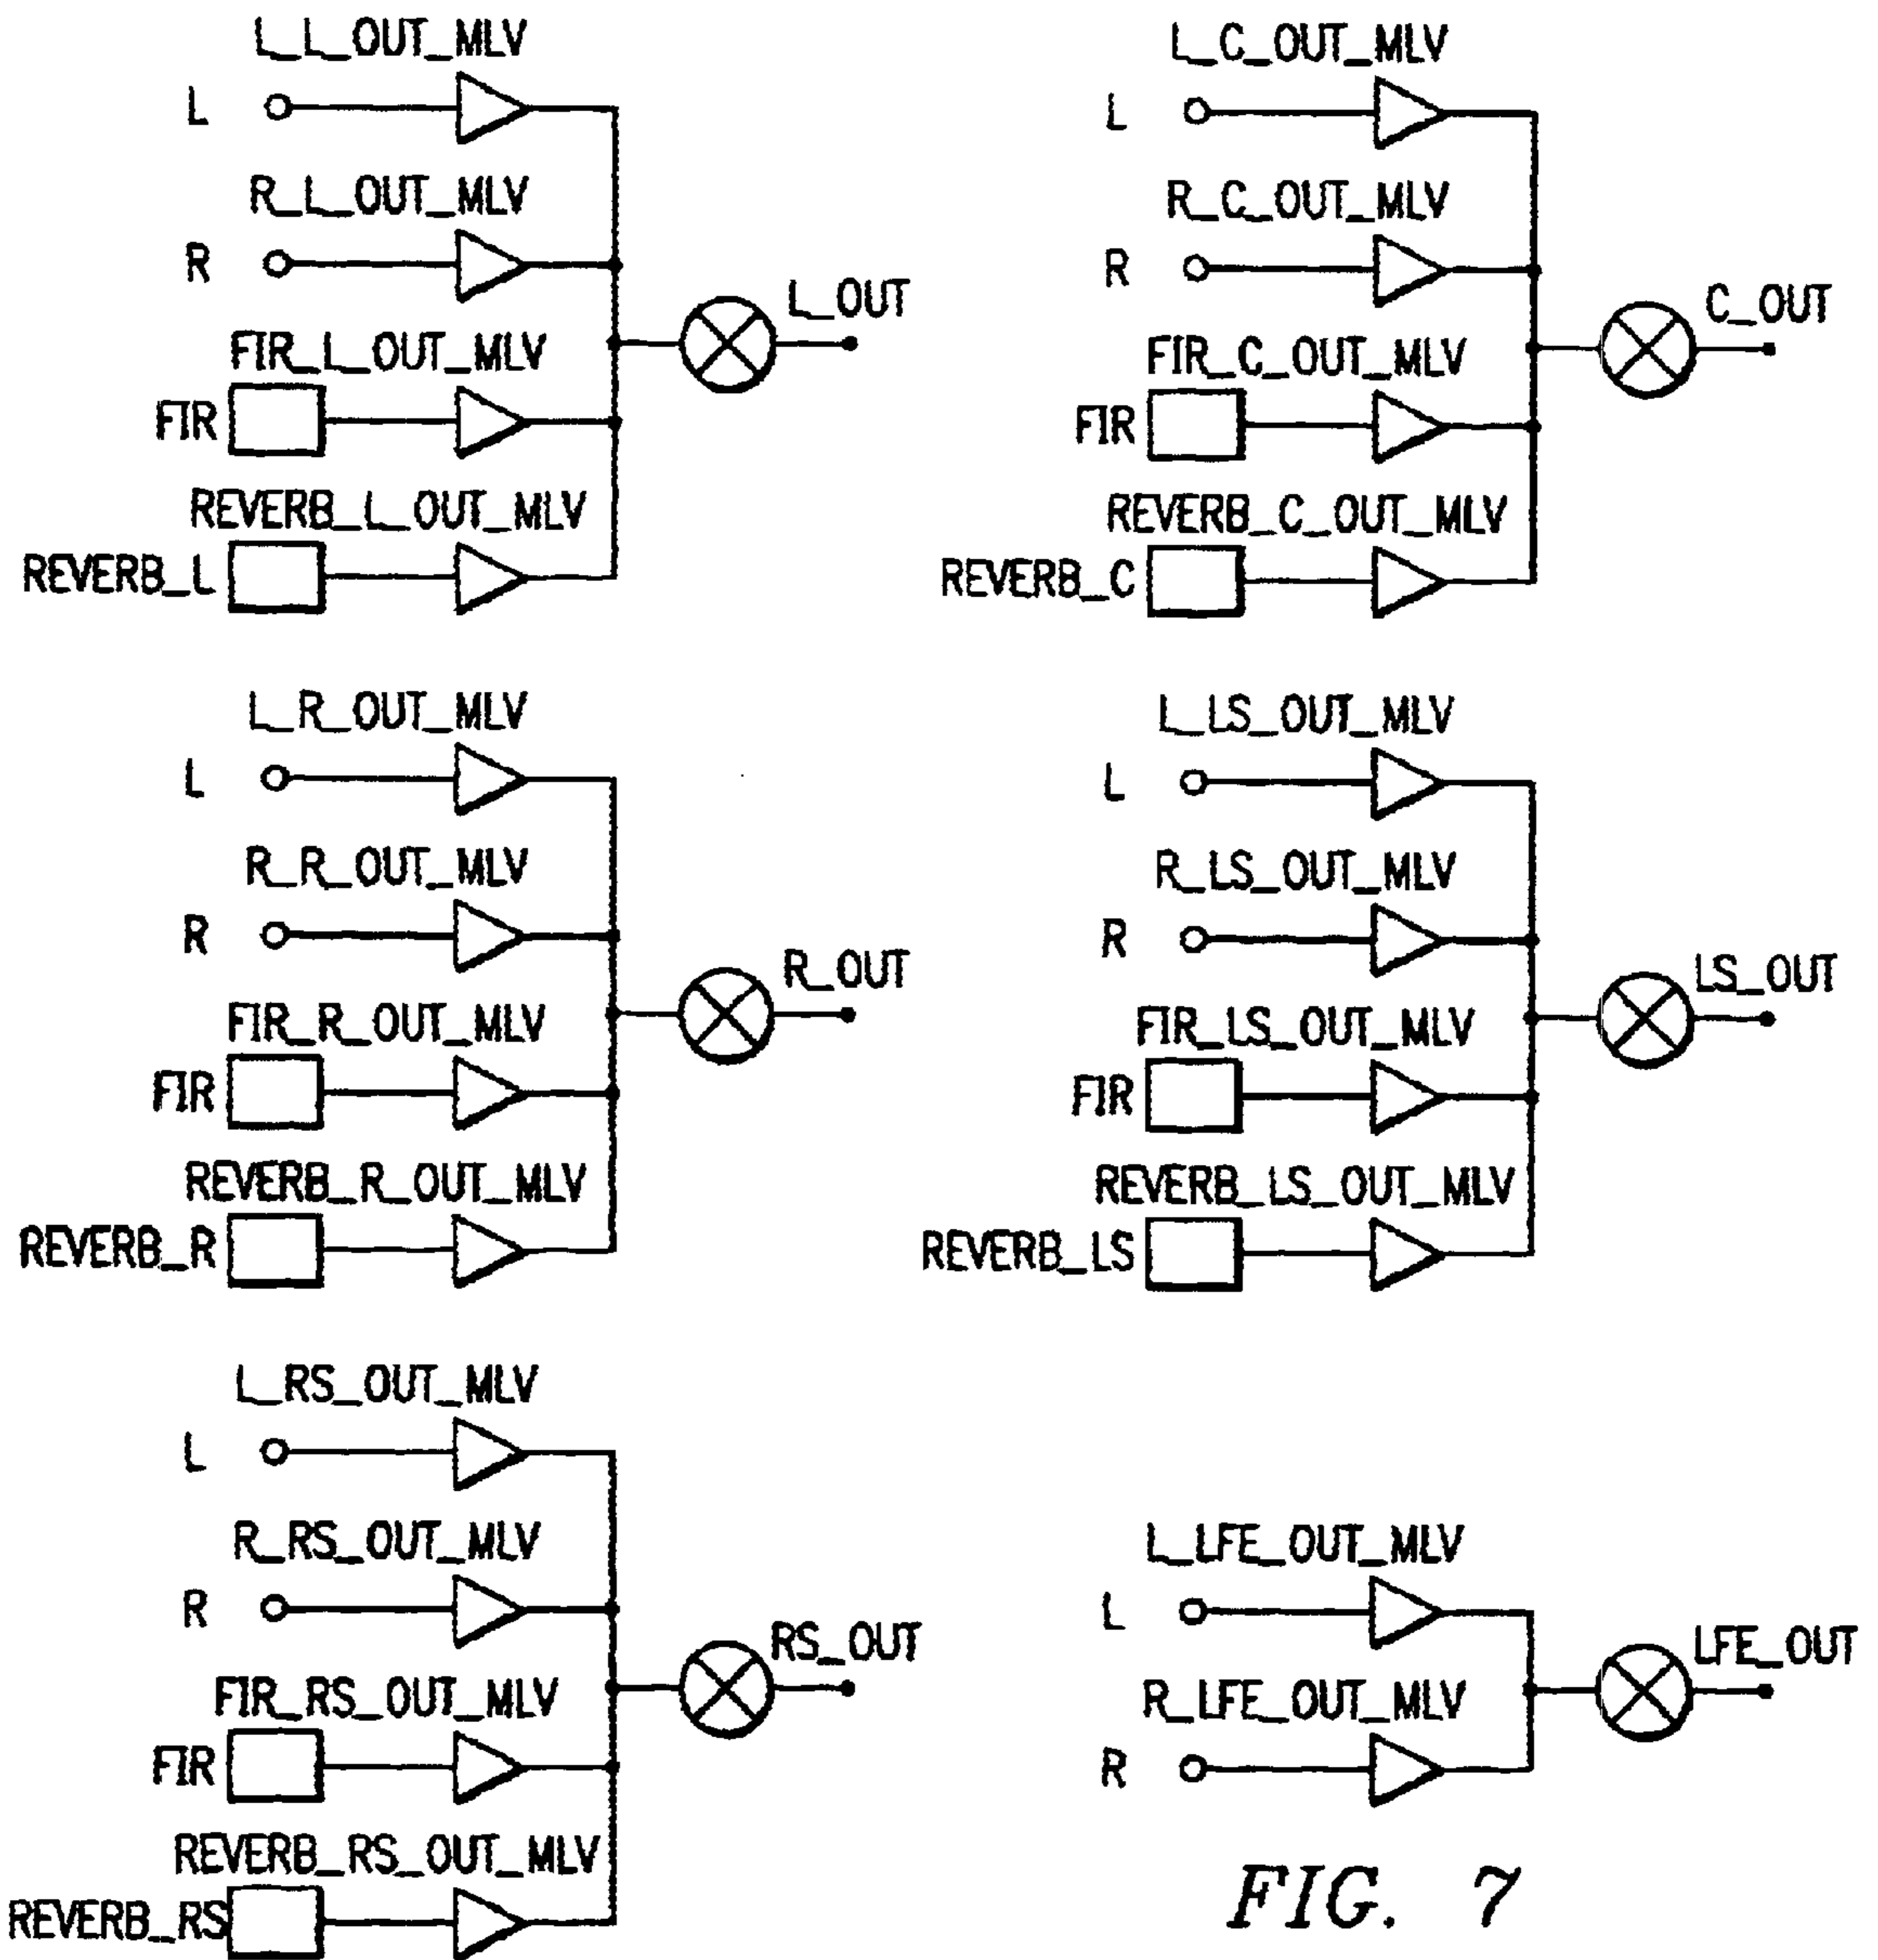 L_L_OUT_MLV
L
R_L_OUT_MLV
R
L_OUT
FIR_L_OUT_MLV
FIR
REVERB_L_OUT_MLV
REVERB_L
L_C_OUT_MLV
L
R_C_OUT_MLV
R
C_OUT
FIR_C_OUT_MLV
FIR
REVERB_C_OUT_MLV
REVERB_C
L_R_OUT_MLV
L
R_R_OUT_MLV
R
R_OUT
FIR_R_OUT_MLV
FIR
REVERB_R_OUT_MLV
REVERB_R
L_LS_OUT_MLV
L
R_LS_OUT_MLV
R
LS_OUT
FIR_LS_OUT_MLV
FIR
REVERB_LS_OUT_MLV
REVERB_LS
L_RS_OUT_MLV
L
R_RS_OUT_MLV
R
RS_OUT
FIR_RS_OUT_MLV
FIR
REVERB_RS_OUT_MLV
REVERB_RS
L_LFE_OUT_MLV
L
LFE_OUT
R_LFE_OUT_MLV
R
FIG. 7